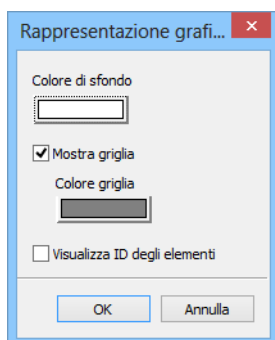 Rappresentazione grafi...
Colore di sfondo
Mostra griglia
Colore griglia
Visualizza ID degli elementi
OK
Annulla